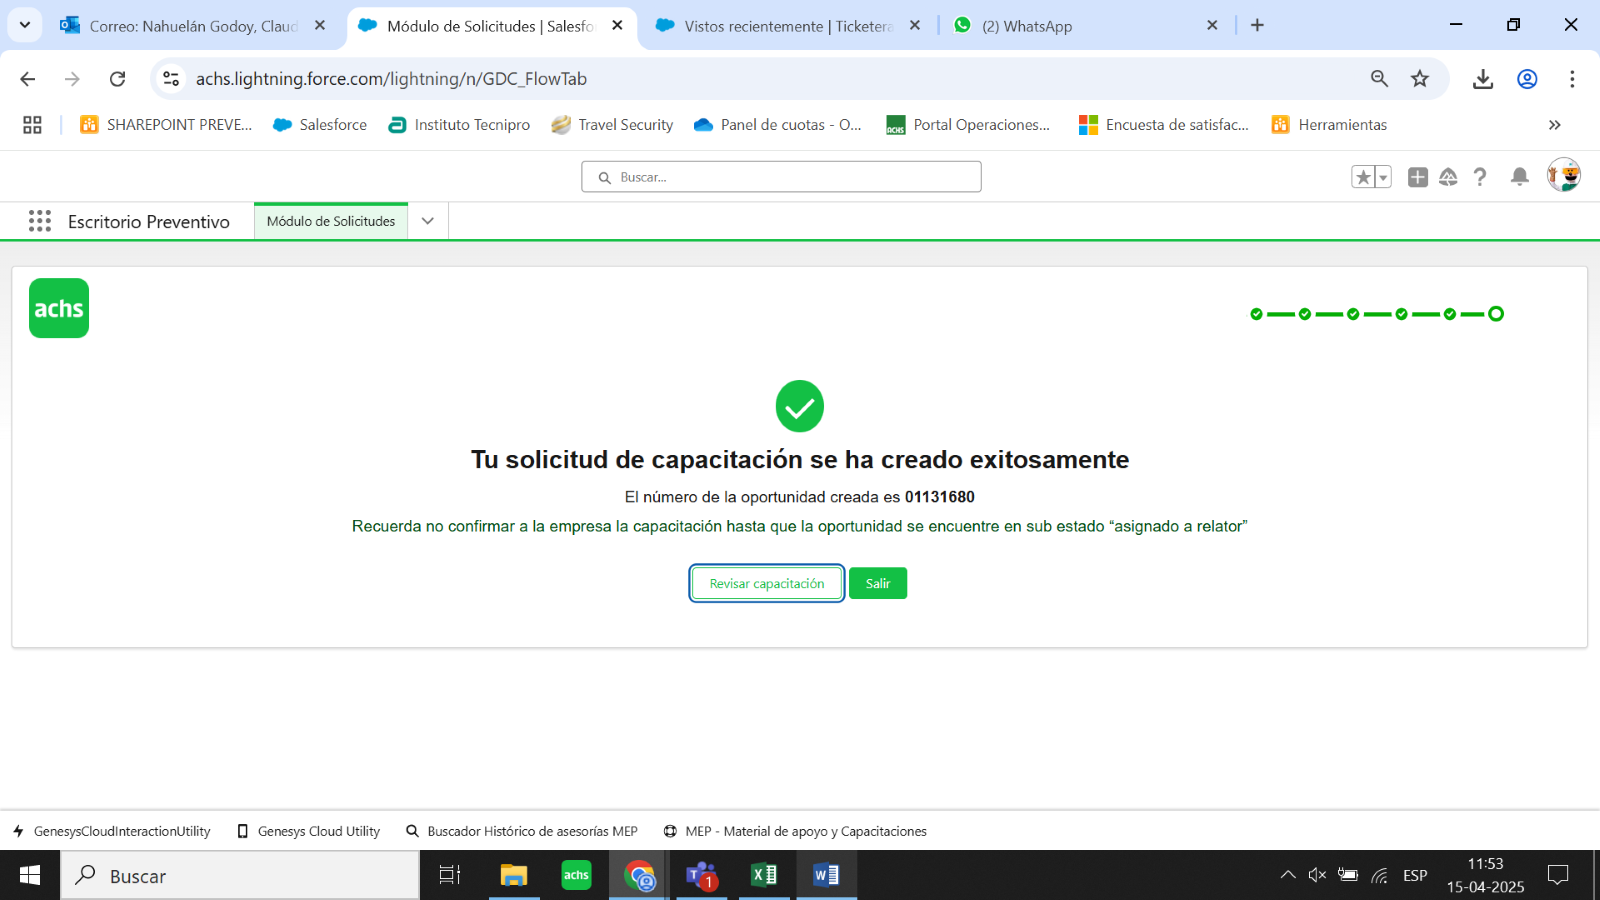 Correo: Nahuelán Godoy, Claud
Módulo de Solicitudes | Salesfo
Vistos recientemente | Ticketera
(2) WhatsApp
achs.lightning.force.com/lightning/n/GDC_FlowTab
SHAREPOINT PREVE...
Salesforce
Instituto Tecnipro
Travel Security
Panel de cuotas - O...
ACHS
Portal Operaciones...
Encuesta de satisfac...
Herramientas
Buscar...
Escritorio Preventivo
Módulo de Solicitudes
achs
Tu solicitud de capacitación se ha creado exitosamente
El número de la oportunidad creada es 01131680
Recuerda no confirmar a la empresa la capacitación hasta que la oportunidad se encuentre en sub estado “asignado a relator”
Revisar capacitación
Salir
GenesysCloudInteractionUtility
Genesys Cloud Utility
Buscador Histórico de asesorías MEP
MEP - Material de apoyo y Capacitaciones
Buscar
achs
1
ESP
11:53
15-04-2025